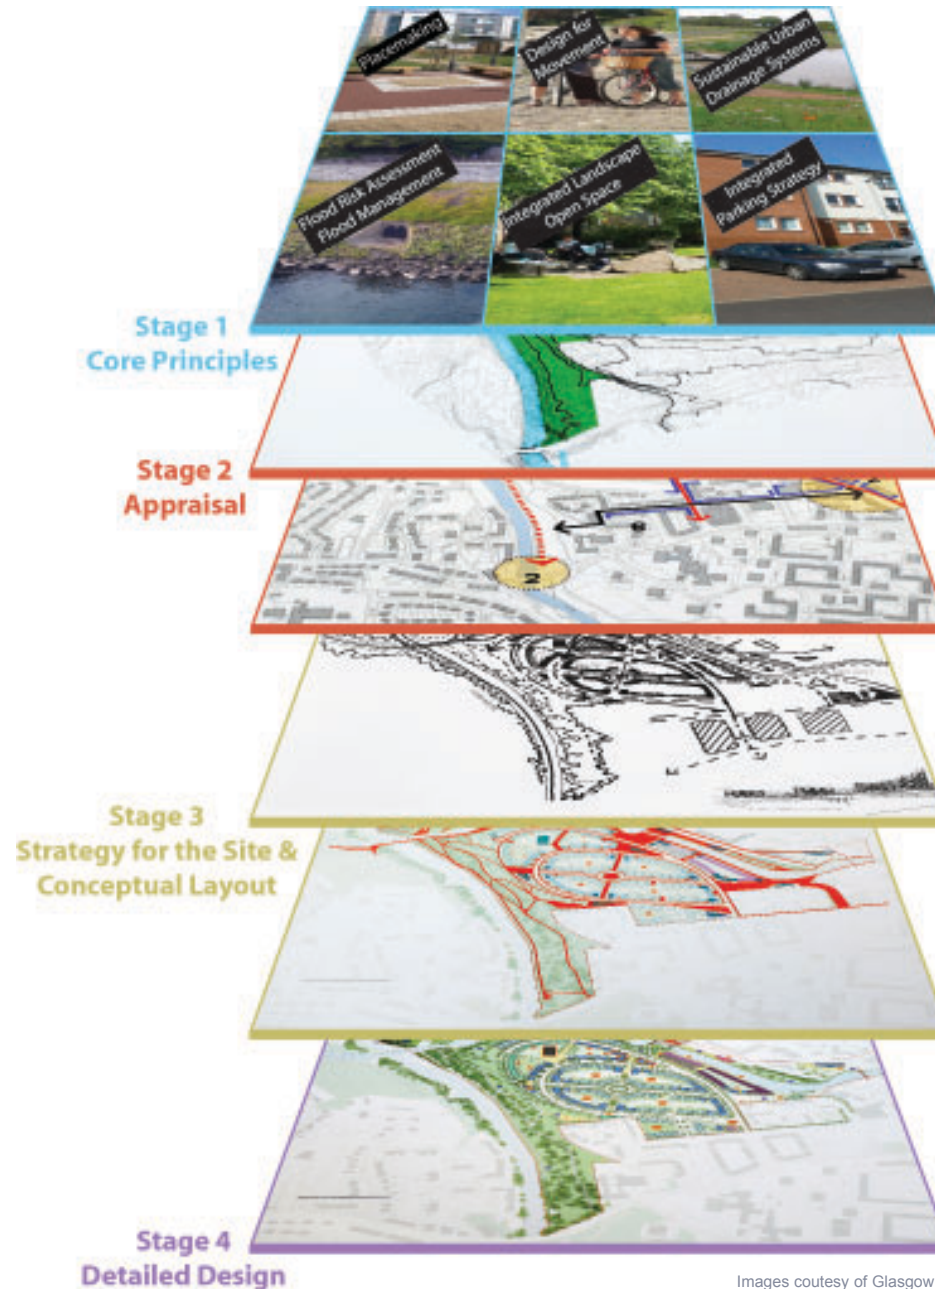 Placemaking
Design for
Movement
Sustainable Urban
Drainage Systems
Flood Risk Assessment
Flood Management
Integrated Landscape
Open Space
Integrated
Parking Strategy
Stage 1
Core Principles
Stage 2
Appraisal
2
Stage 3
Strategy for the Site &
Conceptual Layout
Stage 4
Detailed Design
Images coutesy of Glasgow